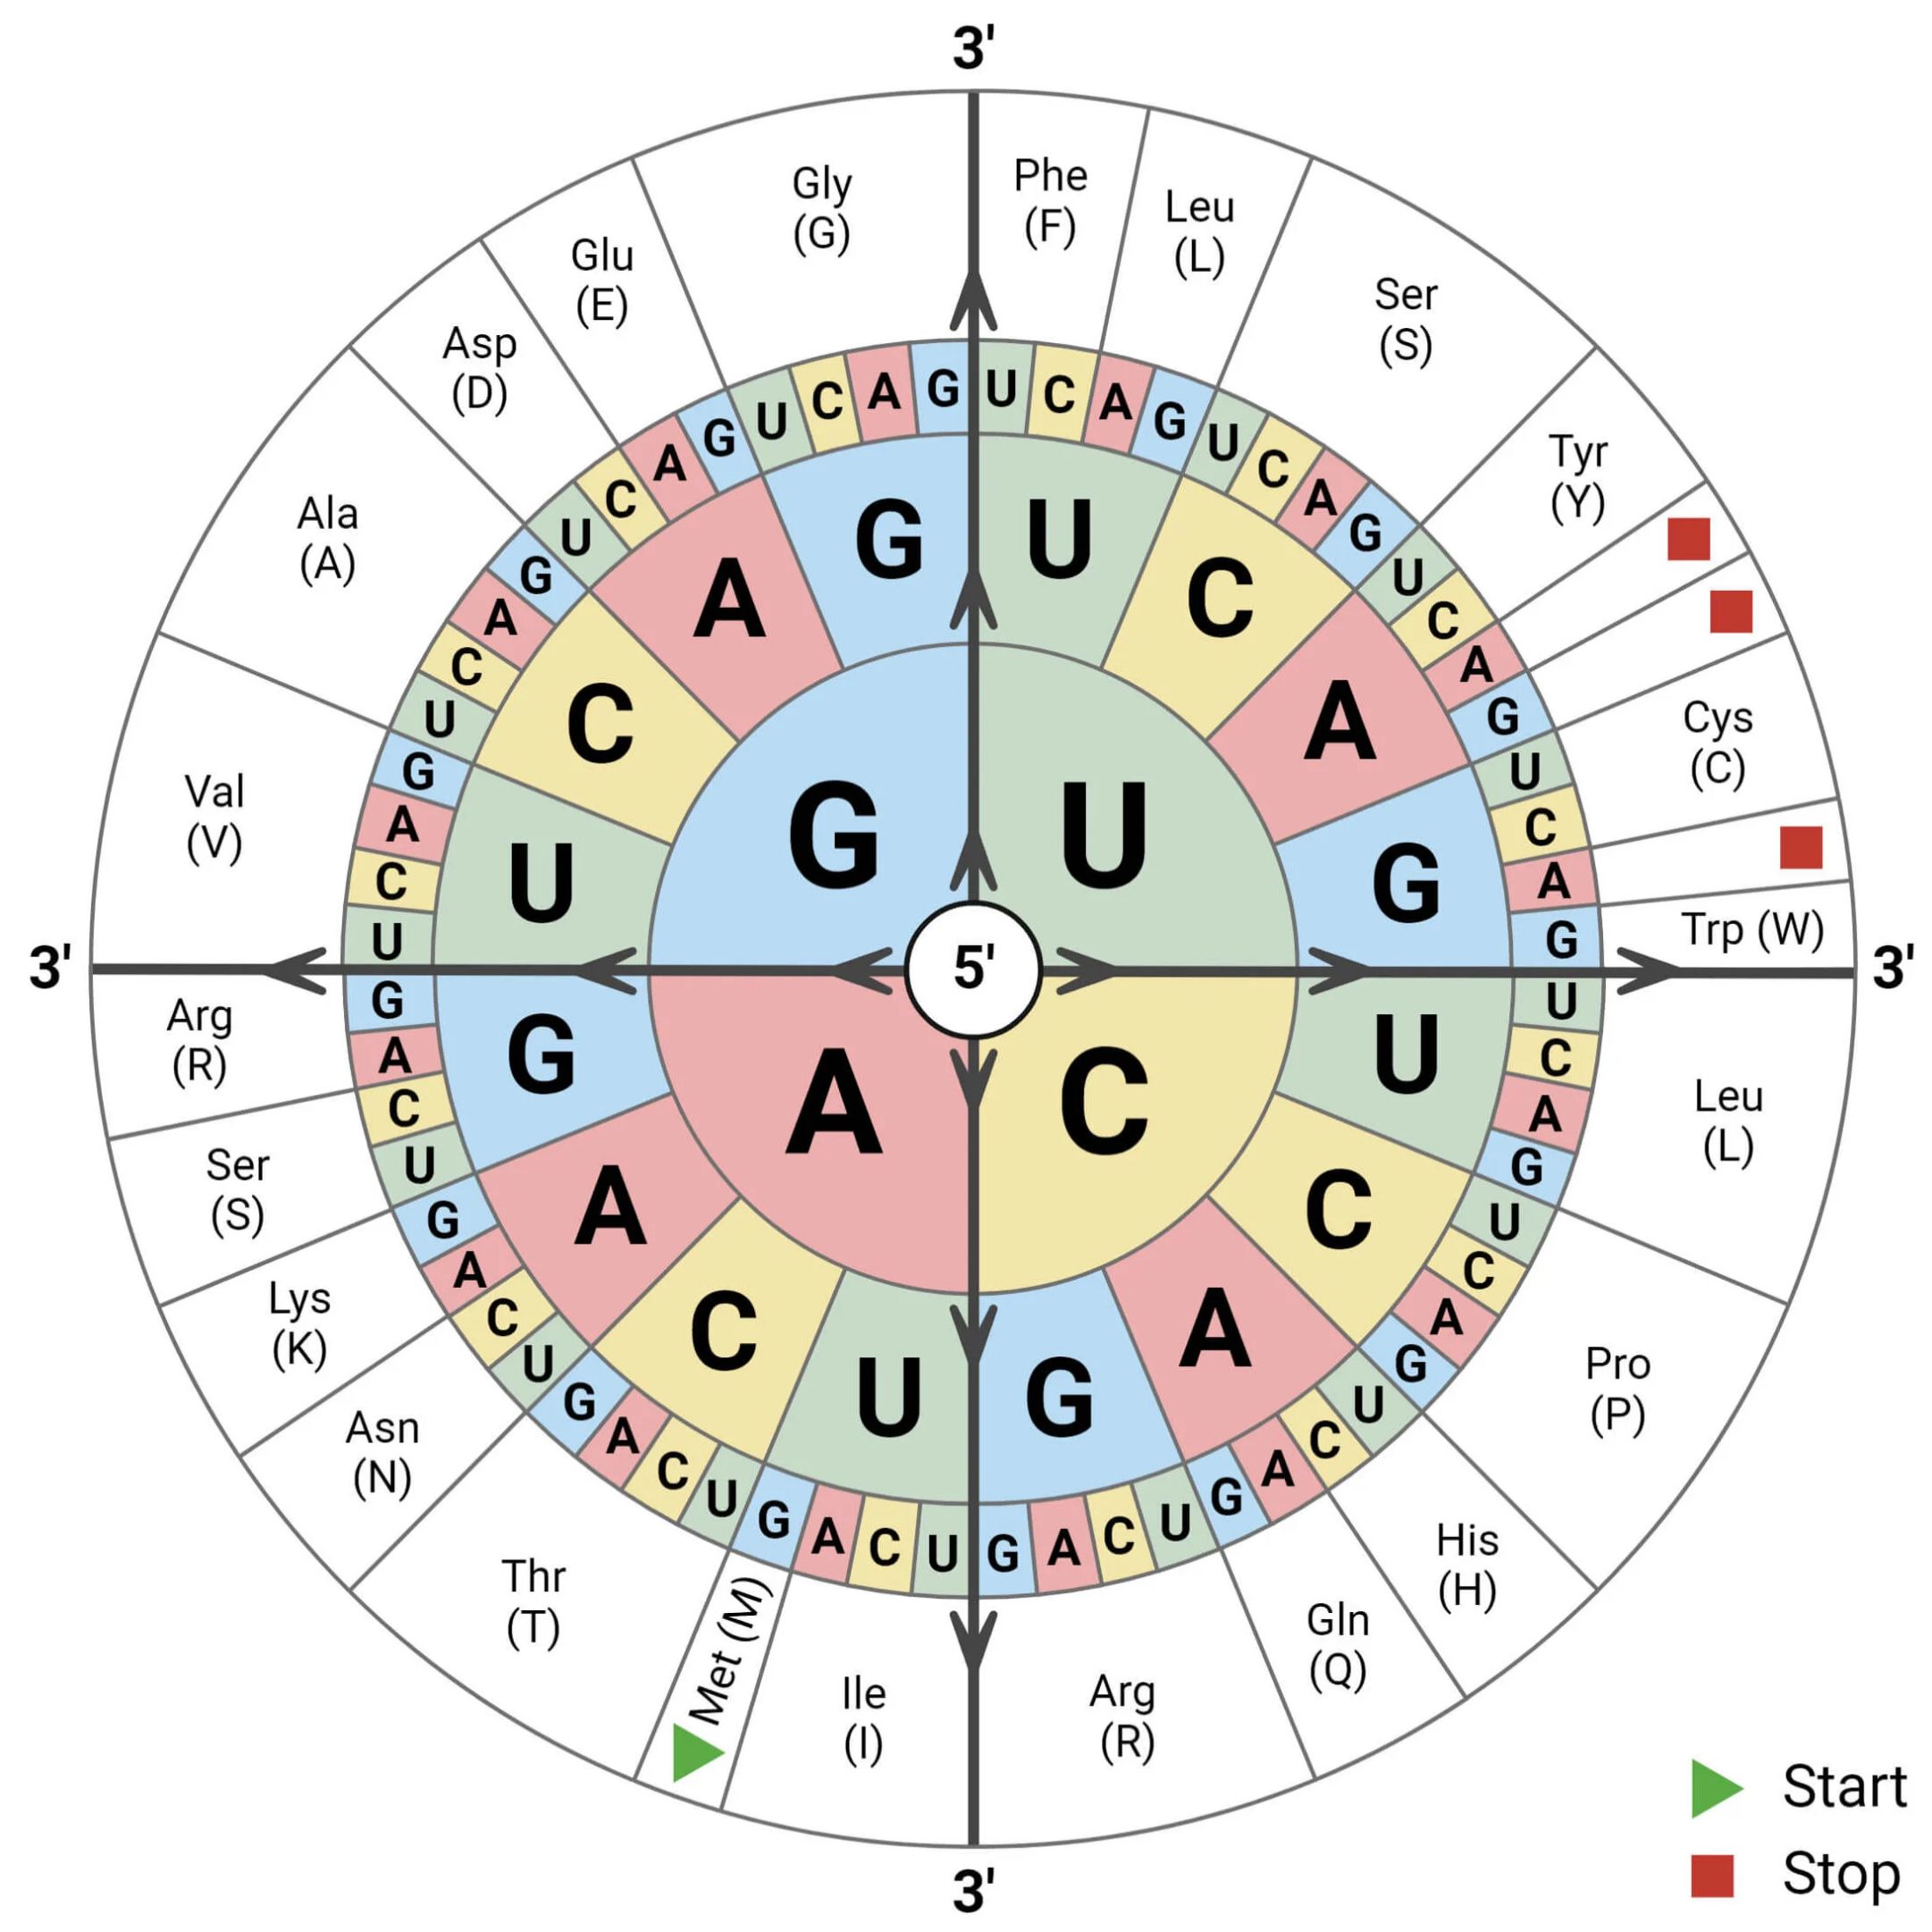 3'
Phe
(F)
Leu
(L)
Ser
(S)
Tyr
(Y)
Cys
(C)
Trp (W)
3'
Leu
(L)
Pro
(P)
His
(H)
Gln
(Q)
Arg
(R)
3'
Ile
(I)
Met (M)
Thr
(T)
Asn
(N)
Lys
(K)
Ser
(S)
Arg
(R)
3'
Val
(V)
Ala
(A)
Asp
(D)
Glu
(E)
Gly
(G)
U C A G U C A G U C A G U C A G
U C A G U C A G U C A G U C A G
U C A G U C A G U C A G U C A G
U C A G U C A G U C A G U C A G
U C A G
U C A G
U C A G
U C A G
G U
5'
A C
Start
Stop